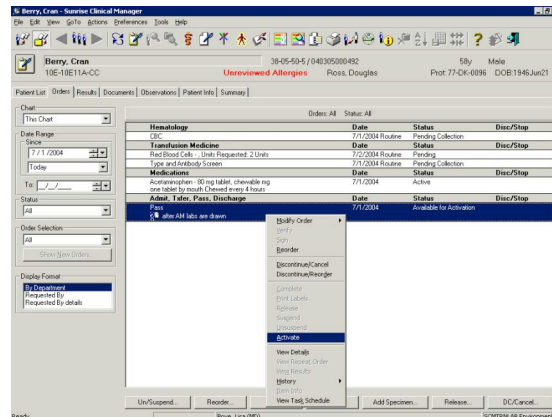 Berry, Cran - Sunrise Clinical Manager
File Edit View GoTo Actions Preferences Tools Help
Berry, Cran 38-05-50-5 / 040305000492 58y Male
10E-10E11A-CC Unreviewed Allergies Ross, Douglas Prot: 77-DK-0096 DOB:1946Jun21
Patient List Orders Results Documents Observations Patient Info Summary
Chart
This Chart
Orders: All Status: All
Date Range
Since
7 / 1 /2004
Today
To: _/_/__
Status
All
Order Selection
All
Show New Orders...
Display Format
By Department
Requested By
Requested By details
Hematology Date Status Disc/Stop
CBC 7/1/2004 Routine Pending Collection
Transfusion Medicine Date Status Disc/Stop
Red Blood Cells - , Units Requested: 2 Units 7/2/2004 Routine Pending
Type and Antibody Screen 7/1/2004 Routine Pending Collection
Medications Date Status Disc/Stop
Acetaminophen - 80 mg tablet, chewable mg 7/1/2004 Active
one tablet by mouth Chewed every 4 hours
Admit, Txfer, Pass, Discharge Date Status Disc/Stop
Pass 7/1/2004 Available for Activation
after AM labs are drawn
Modify Order
Verify
Sign
Reorder
Discontinue/Cancel
Discontinue/Reorder
Complete
Print Labels
Release
Suspend
Unsuspend
Activate
View Details
View Repeat Order
View Results
History
Item Info
View Task Schedule
Un/Suspend... Reorder... Add Specimen... Release... DC/Cancel...
Ready